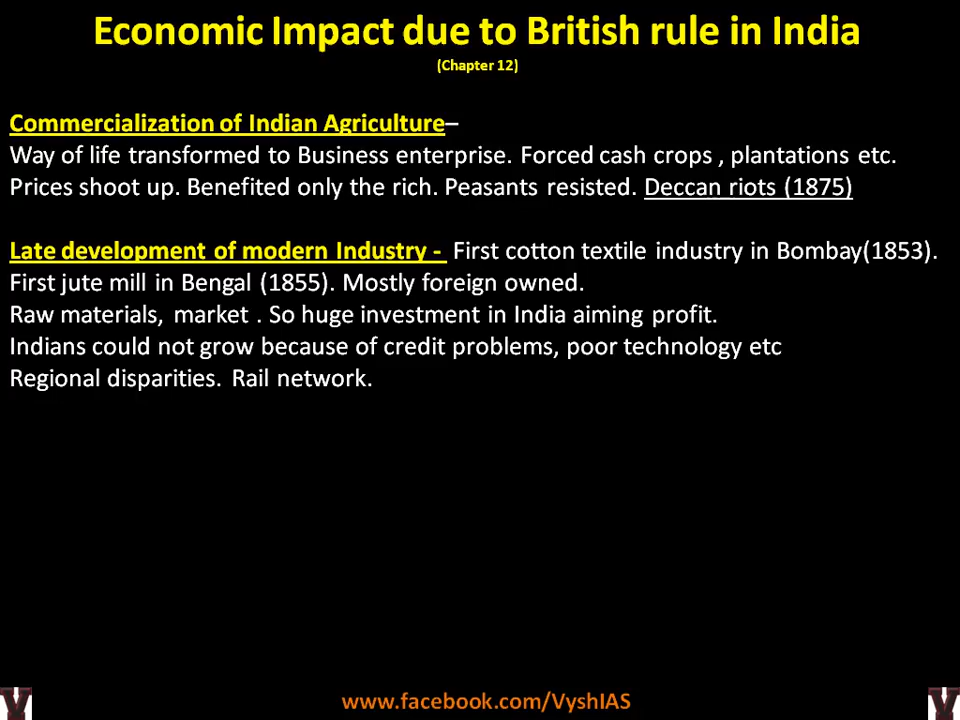 Economic Impact due to British rule in India
(Chapter 12)
Commercialization of Indian Agriculture–
Way of life transformed to Business enterprise. Forced cash crops , plantations etc.
Prices shoot up. Benefited only the rich. Peasants resisted. Deccan riots (1875)
Late development of modern Industry - First cotton textile industry in Bombay(1853).
First jute mill in Bengal (1855). Mostly foreign owned.
Raw materials, market . So huge investment in India aiming profit.
Indians could not grow because of credit problems, poor technology etc
Regional disparities. Rail network.
V www.facebook.com/VyshIAS V